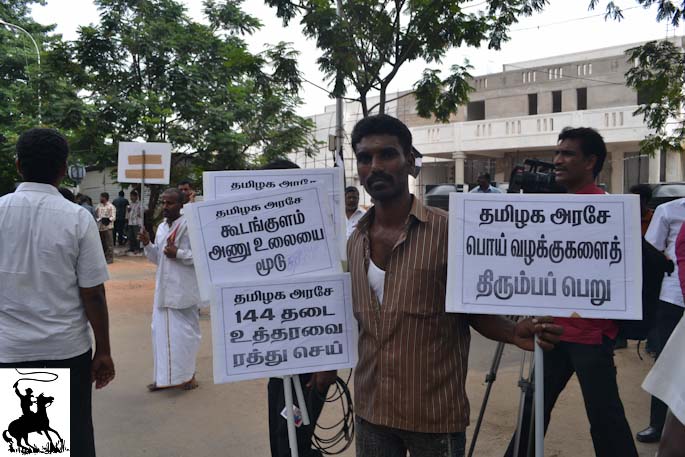 தமிழக அரசே
தமிழக அரசே
கூடங்குளம்
அணு உலையை
மூடு
தமிழக அரசே
144 தடை
உத்தரவை
ரத்து செய்
தமிழக அரசே
பொய் வழக்குகளைத்
திரும்பப் பெறு